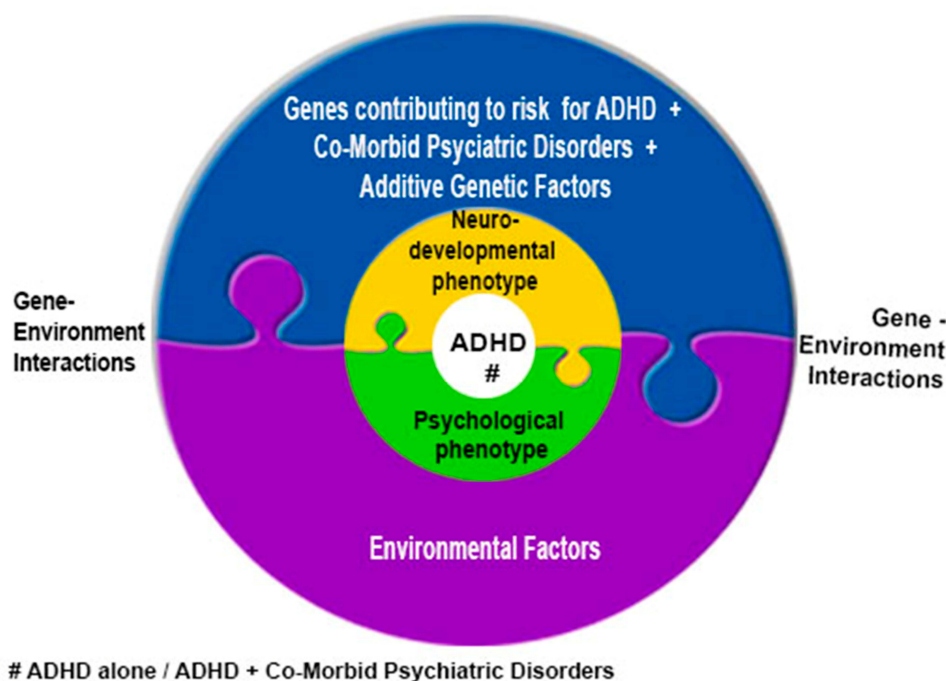 Genes contributing to risk for ADHD +
Co-Morbid Psyciatric Disorders +
Additive Genetic Factors
Neuro-
developmental
phenotype
Gene-
Environment
Interactions
ADHD
#
Gene -
Environment
Interactions
Psychological
phenotype
Environmental Factors
# ADHD alone / ADHD + Co-Morbid Psychiatric Disorders